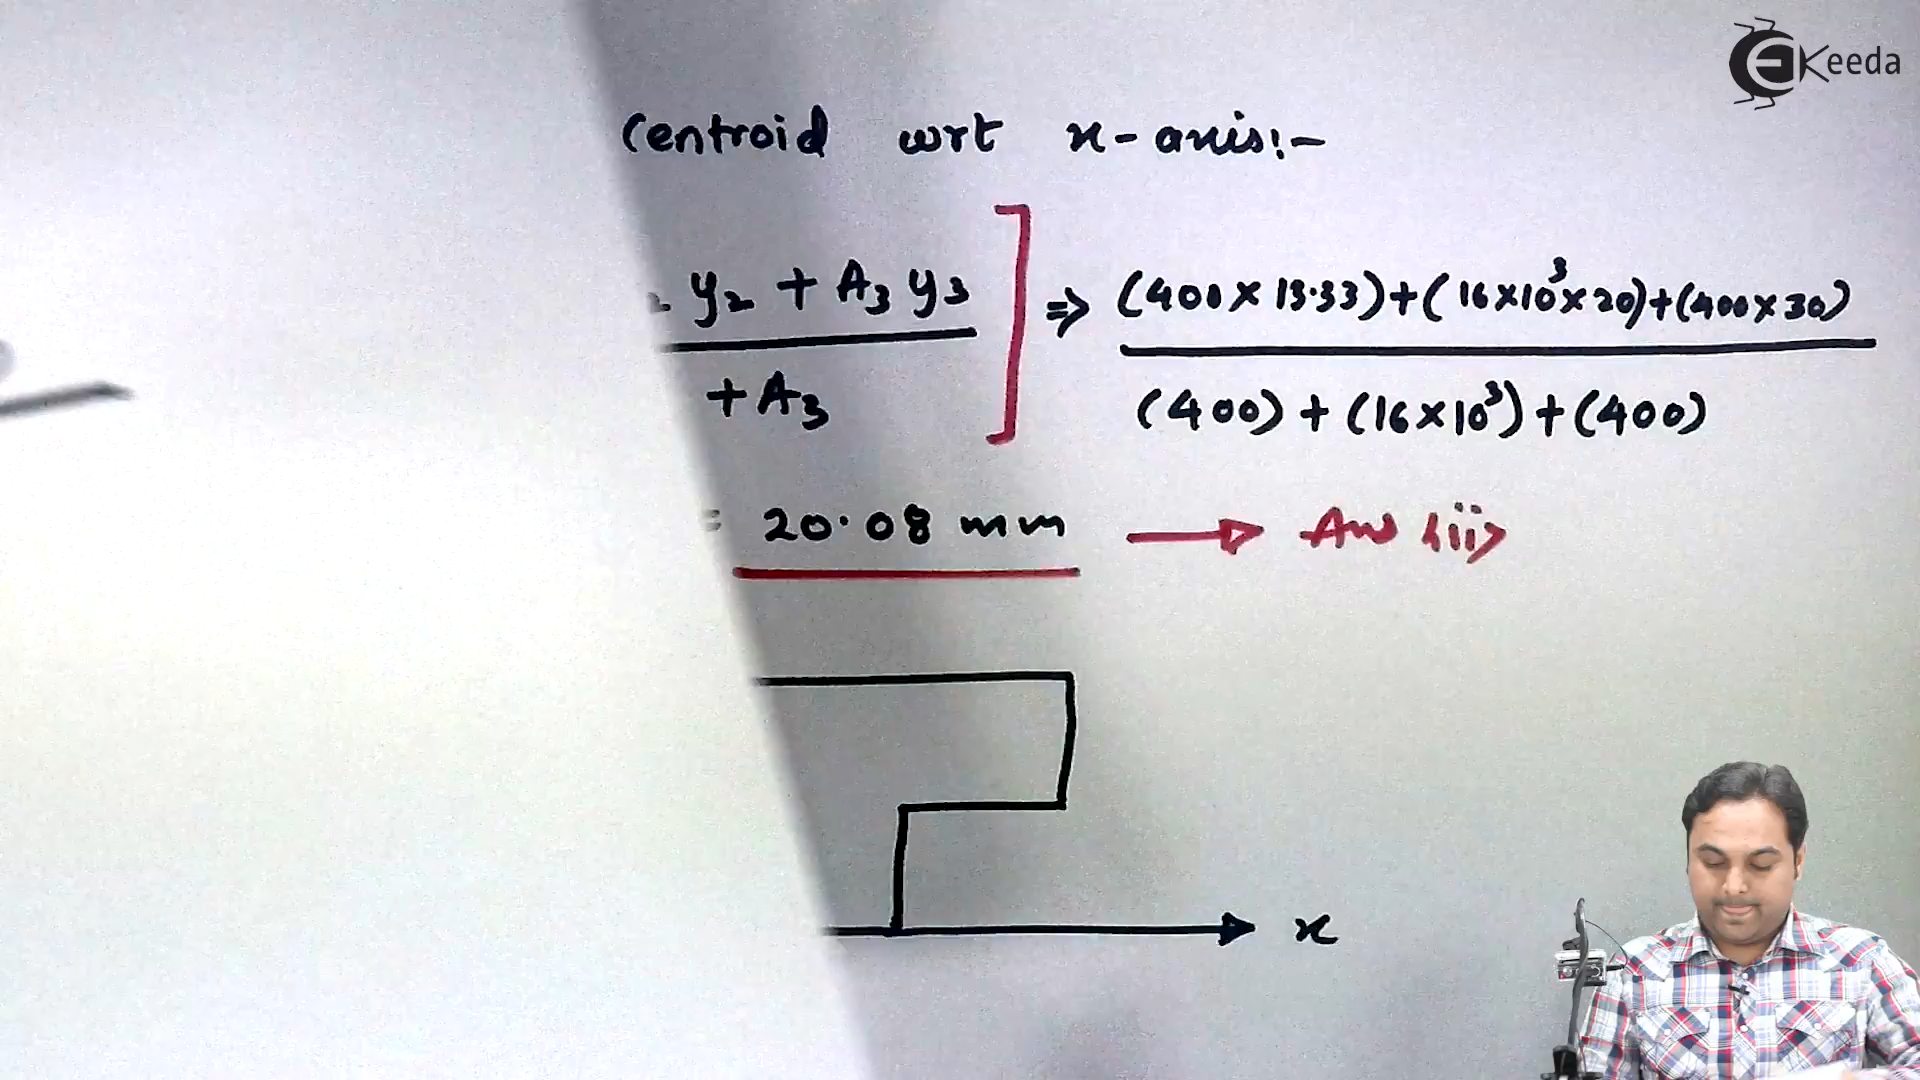 EKeeda
Centroid wrt x-axis:-
y₂ + A₃ y₃ ] ⇒ (400 × 13.33) + (16×10³×20) + (400×30)
+ A₃ (400) + (16×10³) + (400)
= 20.08 mm → Ans (ii)
x